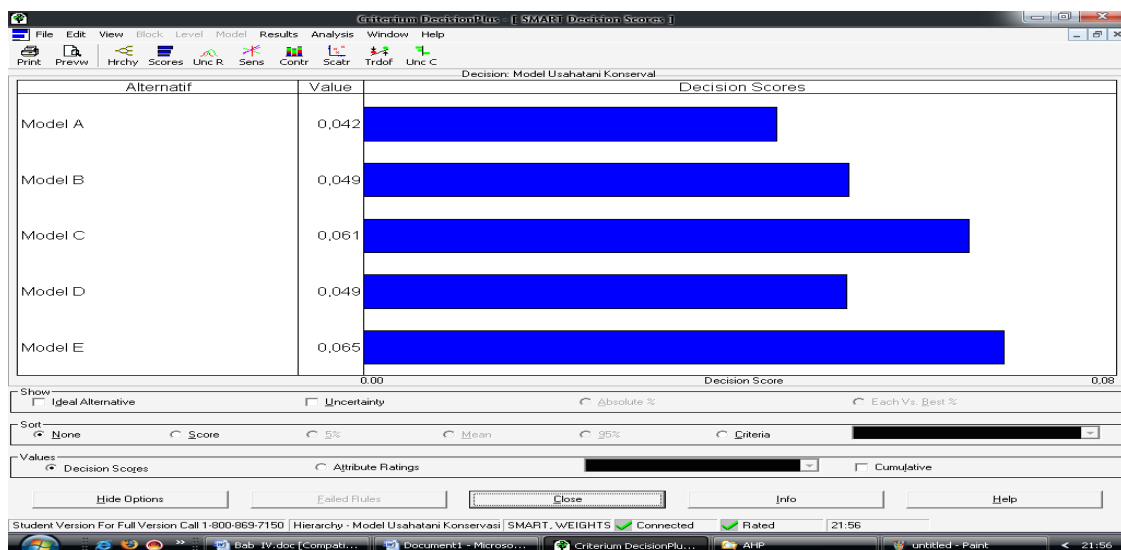 Criterium DecisionPlus - [ SMART Decision Scores ]
File Edit View Block Level Model Results Analysis Window Help
Print Prevw Hrchy Scores Unc R Sens Contr Scatr Trdof Unc C
Decision: Model Usahatani Konserval
Alternatif Value Decision Scores
Model A 0,042
Model B 0,049
Model C 0,061
Model D 0,049
Model E 0,065
0.00 Decision Score 0,08
Show
Ideal Alternative Uncertainty Absolute % Each Vs. Best %
Sort
None Score 5% Mean 95% Criteria
Values
Decision Scores Attribute Ratings Cumulative
Hide Options Failed Rules Close Info Help
Student Version For Full Version Call 1-800-869-7150 Hierarchy - Model Usahatani Konservasi SMART, WEIGHTS Connected Rated 21:56
Bab_IV.doc [Compati... Document1 - Microso... Criterium DecisionPlu... AHP untitled - Paint < 21:56